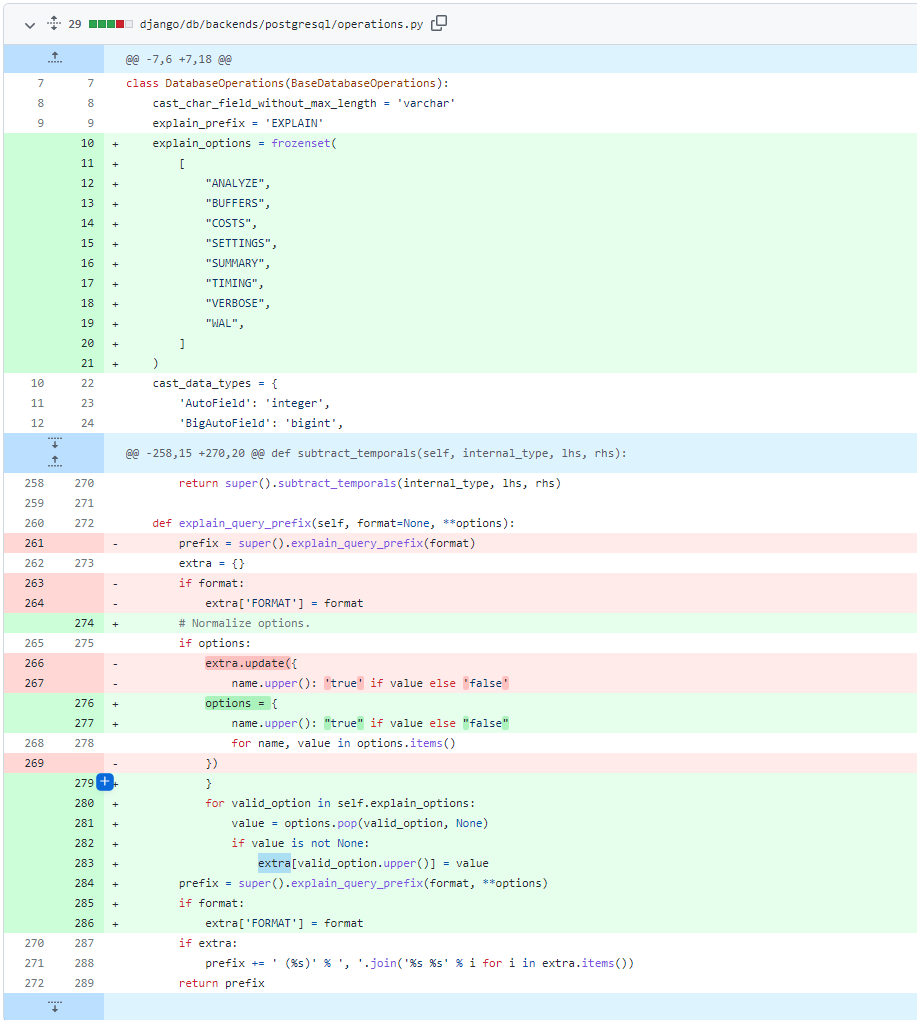 29 django/db/backends/postgresql/operations.py
@@ -7,6 +7,18 @@
7 7 class DatabaseOperations(BaseDatabaseOperations):
8 8 cast_char_field_without_max_length = 'varchar'
9 9 explain_prefix = 'EXPLAIN'
10 + explain_options = frozenset(
11 + [
12 + "ANALYZE",
13 + "BUFFERS",
14 + "COSTS",
15 + "SETTINGS",
16 + "SUMMARY",
17 + "TIMING",
18 + "VERBOSE",
19 + "WAL",
20 + ]
21 + )
10 22 cast_data_types = {
11 23 'AutoField': 'integer',
12 24 'BigAutoField': 'bigint',
@@ -258,15 +270,20 @@ def subtract_temporals(self, internal_type, lhs, rhs):
258 270 return super().subtract_temporals(internal_type, lhs, rhs)
259 271
260 272 def explain_query_prefix(self, format=None, **options):
261 - prefix = super().explain_query_prefix(format)
262 273 extra = {}
263 - if format:
264 - extra['FORMAT'] = format
274 + # Normalize options.
265 275 if options:
266 - extra.update({
267 - name.upper(): 'true' if value else 'false'
276 + options = {
277 + name.upper(): "true" if value else "false"
268 278 for name, value in options.items()
269 - })
279 + }
280 + for valid_option in self.explain_options:
281 + value = options.pop(valid_option, None)
282 + if value is not None:
283 + extra[valid_option.upper()] = value
284 + prefix = super().explain_query_prefix(format, **options)
285 + if format:
286 + extra['FORMAT'] = format
270 287 if extra:
271 288 prefix += ' (%s)' % ', '.join('%s %s' % i for i in extra.items())
272 289 return prefix